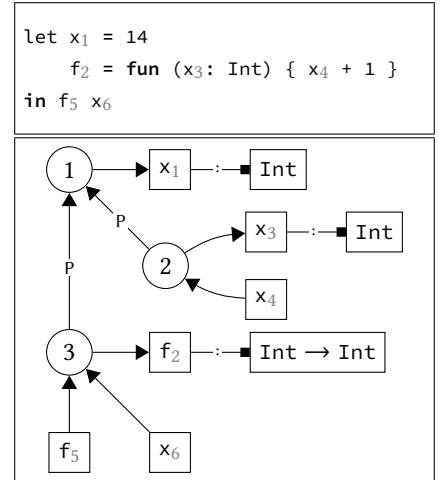 let x1 = 14
f2 = fun (x3: Int) { x4 + 1 }
in f5 x6
1 x1 : Int
P P x3 : Int
2
x4
3 f2 : Int → Int
f5 x6